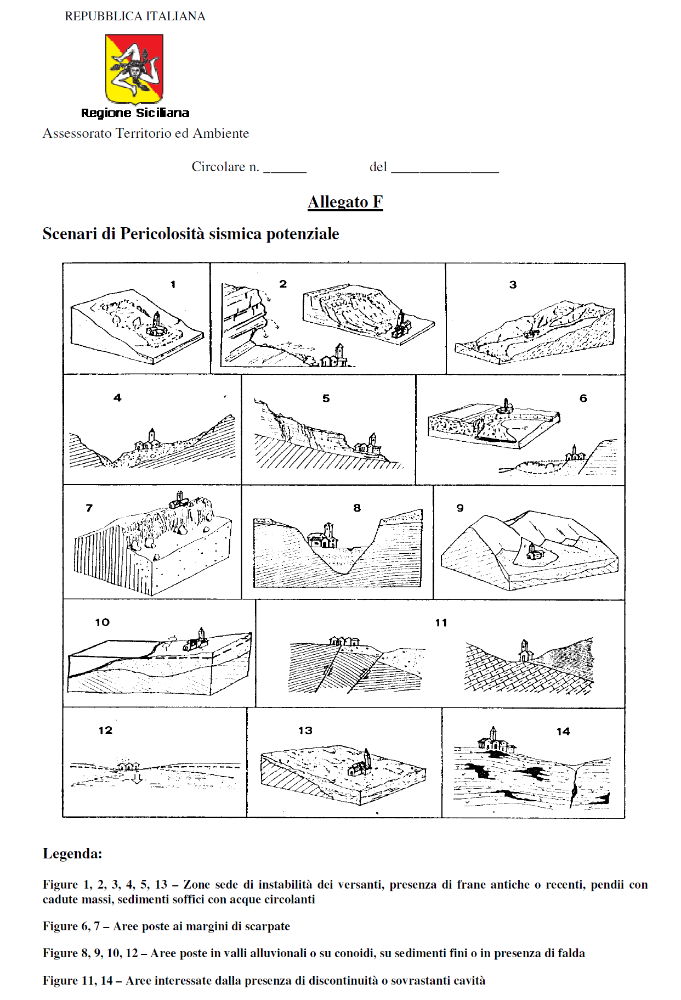 REPUBBLICA ITALIANA
Regione Siciliana
Assessorato Territorio ed Ambiente
Circolare n. ______ del _______________
Allegato F
Scenari di Pericolosità sismica potenziale
1 2 3
4 5 6
7 8 9
10 11
12 13 14
Legenda:
Figure 1, 2, 3, 4, 5, 13 – Zone sede di instabilità dei versanti, presenza di frane antiche o recenti, pendii con
cadute massi, sedimenti soffici con acque circolanti
Figure 6, 7 – Aree poste ai margini di scarpate
Figure 8, 9, 10, 12 – Aree poste in valli alluvionali o su conoidi, su sedimenti fini o in presenza di falda
Figure 11, 14 – Aree interessate dalla presenza di discontinuità o sovrastanti cavità